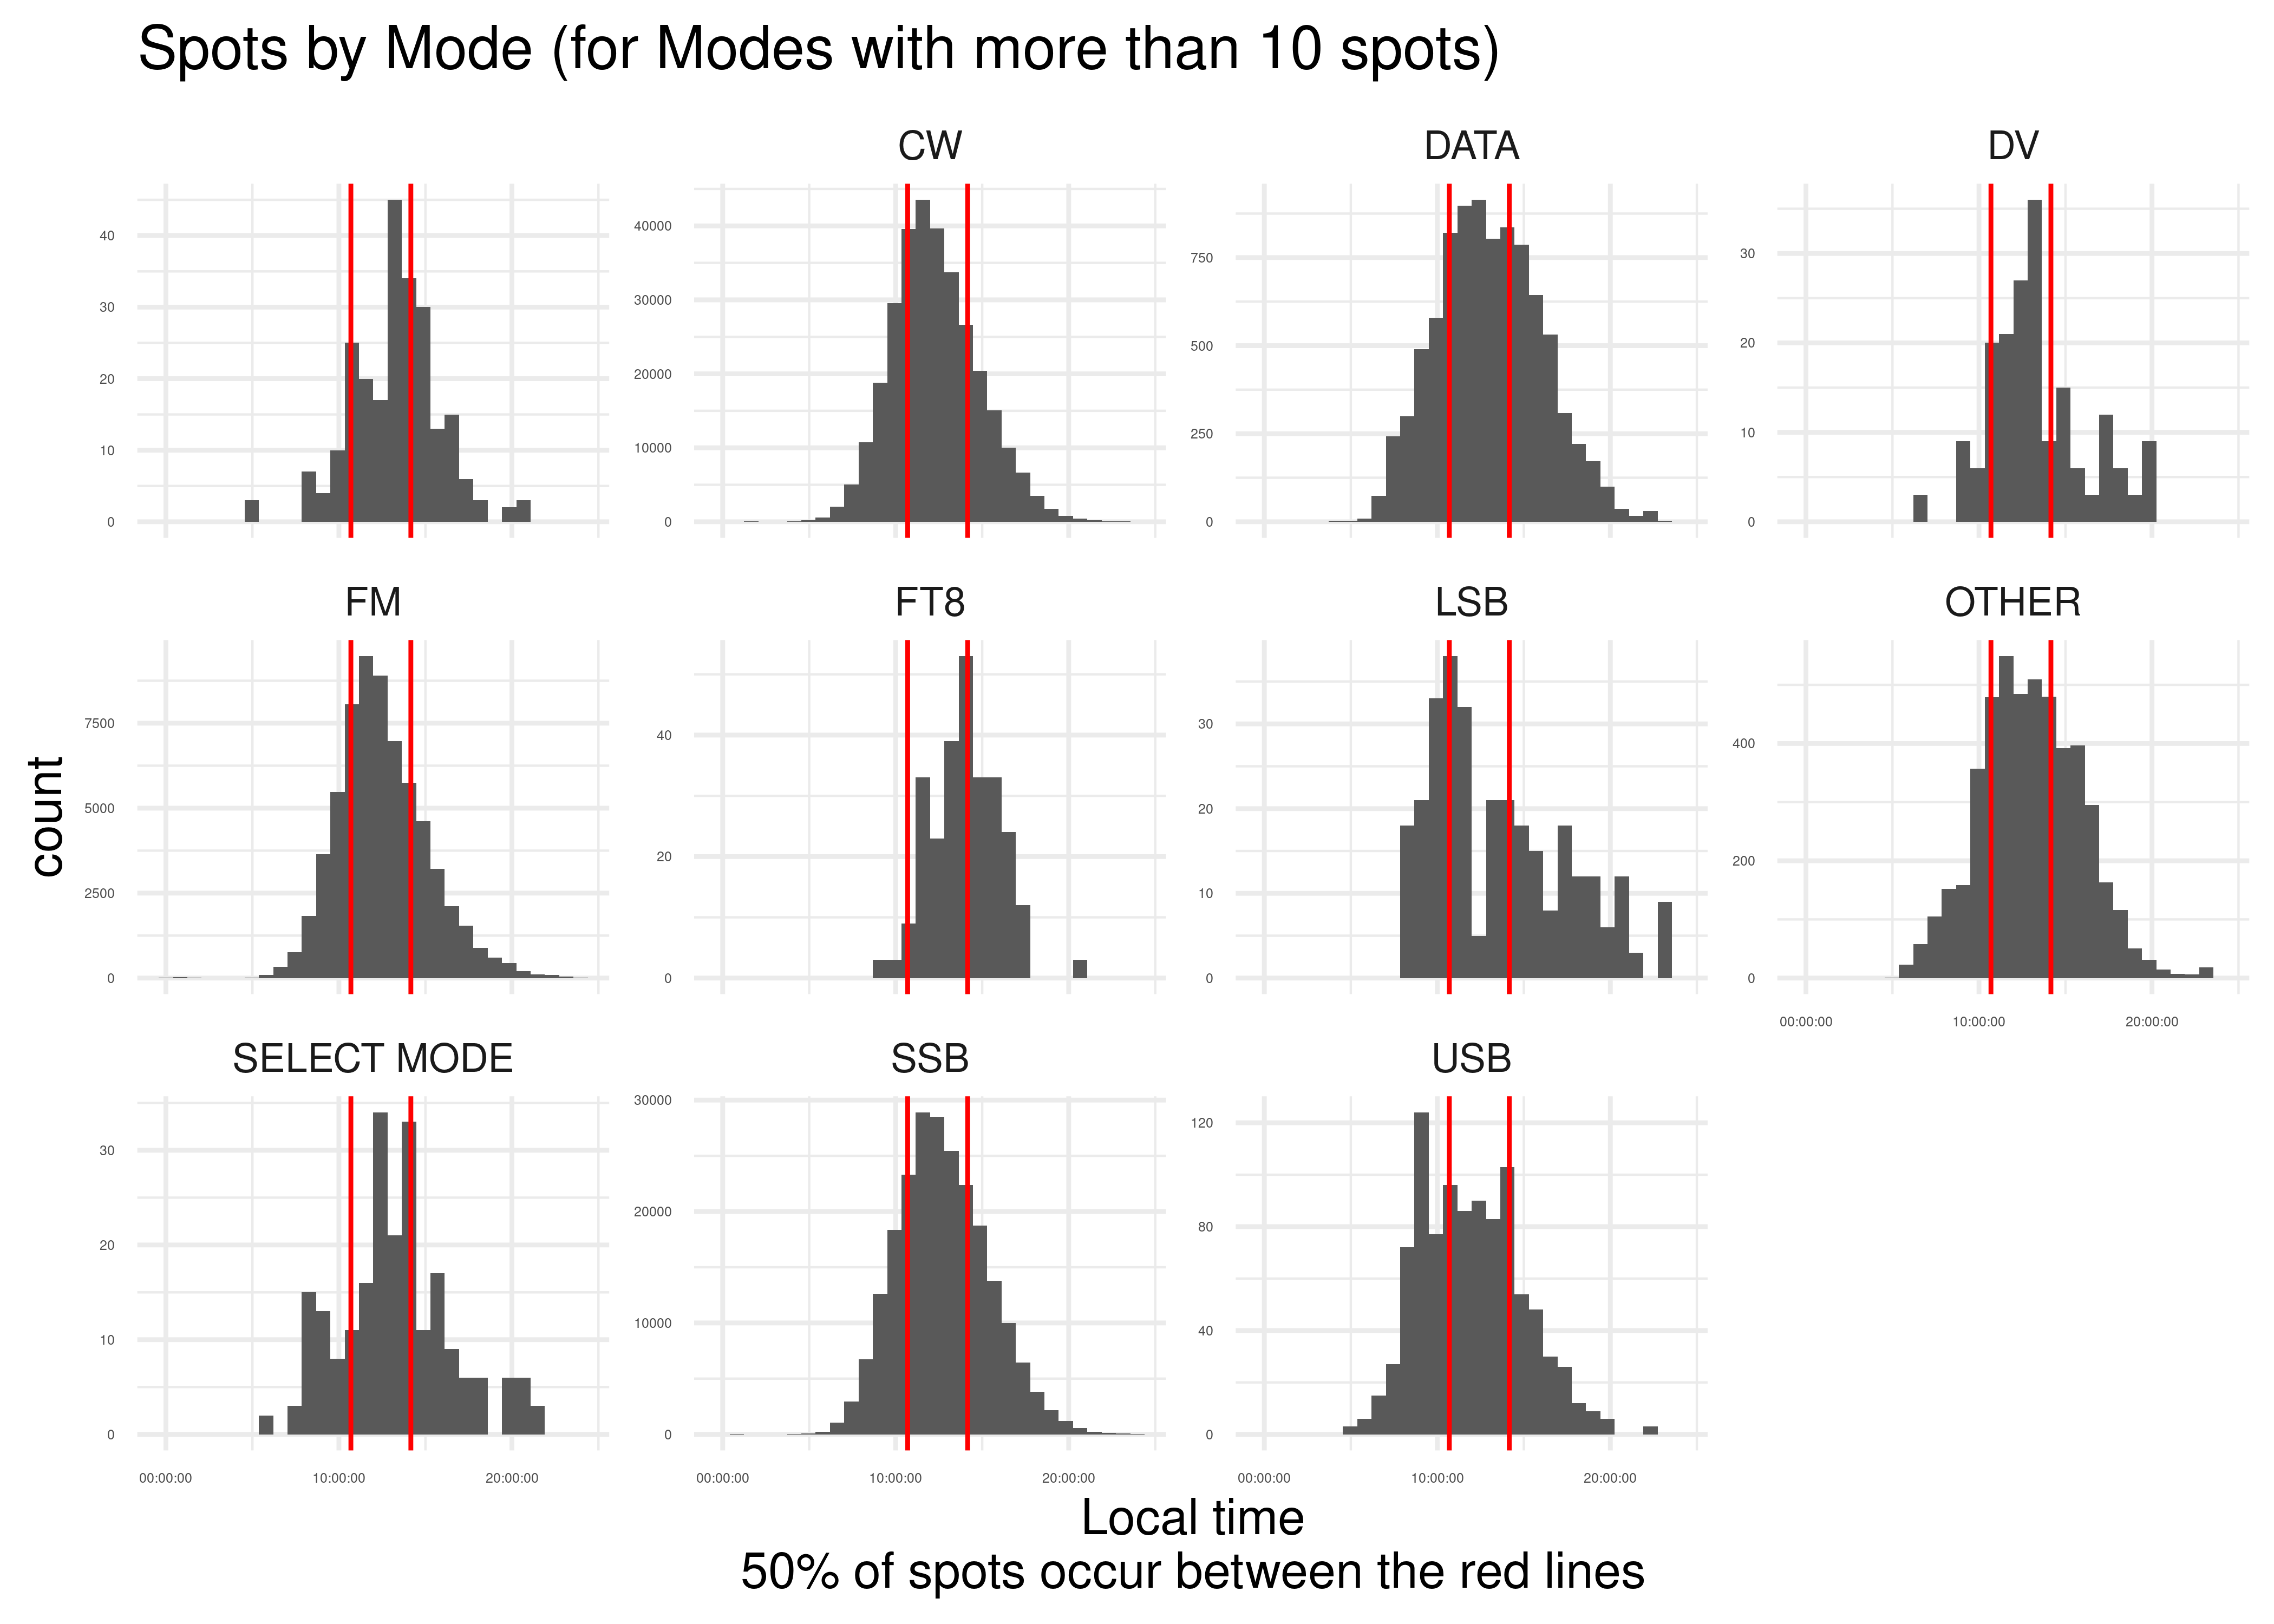 Spots by Mode (for Modes with more than 10 spots)
CW
DATA
DV
40
30
20
10
0
40000
30000
20000
10000
0
750
500
250
0
30
20
10
0
FM
FT8
LSB
OTHER
7500
5000
2500
0
40
20
0
30
20
10
0
400
200
0
00:00:00 10:00:00 20:00:00
count
SELECT MODE
SSB
USB
30
20
10
0
30000
20000
10000
0
120
80
40
0
00:00:00 10:00:00 20:00:00
00:00:00 10:00:00 20:00:00
00:00:00 10:00:00 20:00:00
Local time
50% of spots occur between the red lines